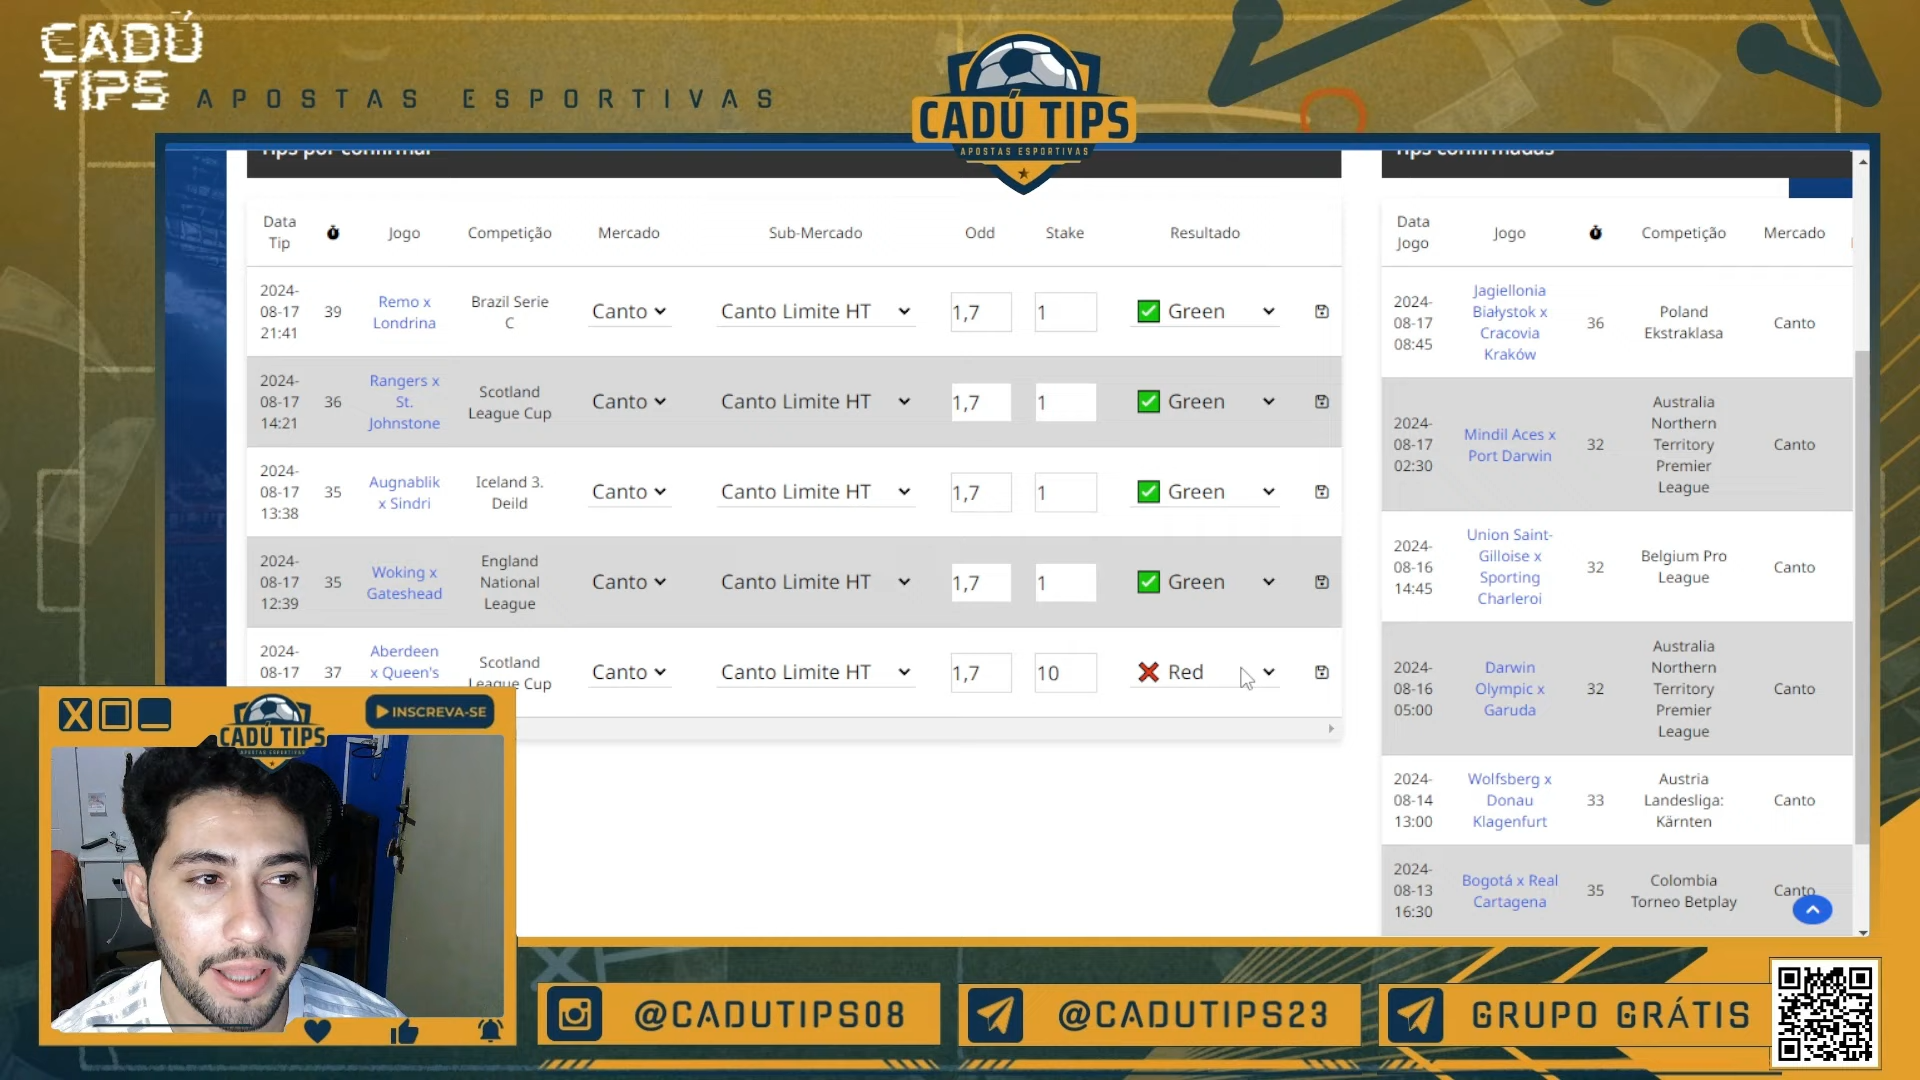 CADÚ
TIPS
APOSTAS ESPORTIVAS
CADÚ TIPS
APOSTAS ESPORTIVAS
Tips por confirmar
Data
Tip
Jogo
Competição
Mercado
Sub-Mercado
Odd
Stake
Resultado
2024-
08-17
21:41
39
Remo x
Londrina
Brazil Serie
C
Canto
Canto Limite HT
1,7
1
Green
2024-
08-17
14:21
36
Rangers x
St.
Johnstone
Scotland
League Cup
Canto
Canto Limite HT
1,7
1
Green
2024-
08-17
13:38
35
Augnablik
x Sindri
Iceland 3.
Deild
Canto
Canto Limite HT
1,7
1
Green
2024-
08-17
12:39
35
Woking x
Gateshead
England
National
League
Canto
Canto Limite HT
1,7
1
Green
2024-
08-17
37
Aberdeen
x Queen's
Scotland
League Cup
Canto
Canto Limite HT
1,7
10
Red
Tips confirmadas
Data
Jogo
Jogo
Competição
Mercado
2024-
08-17
08:45
Jagiellonia
Białystok x
Cracovia
Kraków
36
Poland
Ekstraklasa
Canto
2024-
08-17
02:30
Mindil Aces x
Port Darwin
32
Australia
Northern
Territory
Premier
League
Canto
2024-
08-16
14:45
Union Saint-
Gilloise x
Sporting
Charleroi
32
Belgium Pro
League
Canto
2024-
08-16
05:00
Darwin
Olympic x
Garuda
32
Australia
Northern
Territory
Premier
League
Canto
2024-
08-14
13:00
Wolfsberg x
Donau
Klagenfurt
33
Austria
Landesliga:
Kärnten
Canto
2024-
08-13
16:30
Bogotá x Real
Cartagena
35
Colombia
Torneo Betplay
Canto
CADÚ TIPS
INSCREVA-SE
@CADUTIPS08
@CADUTIPS23
GRUPO GRÁTIS